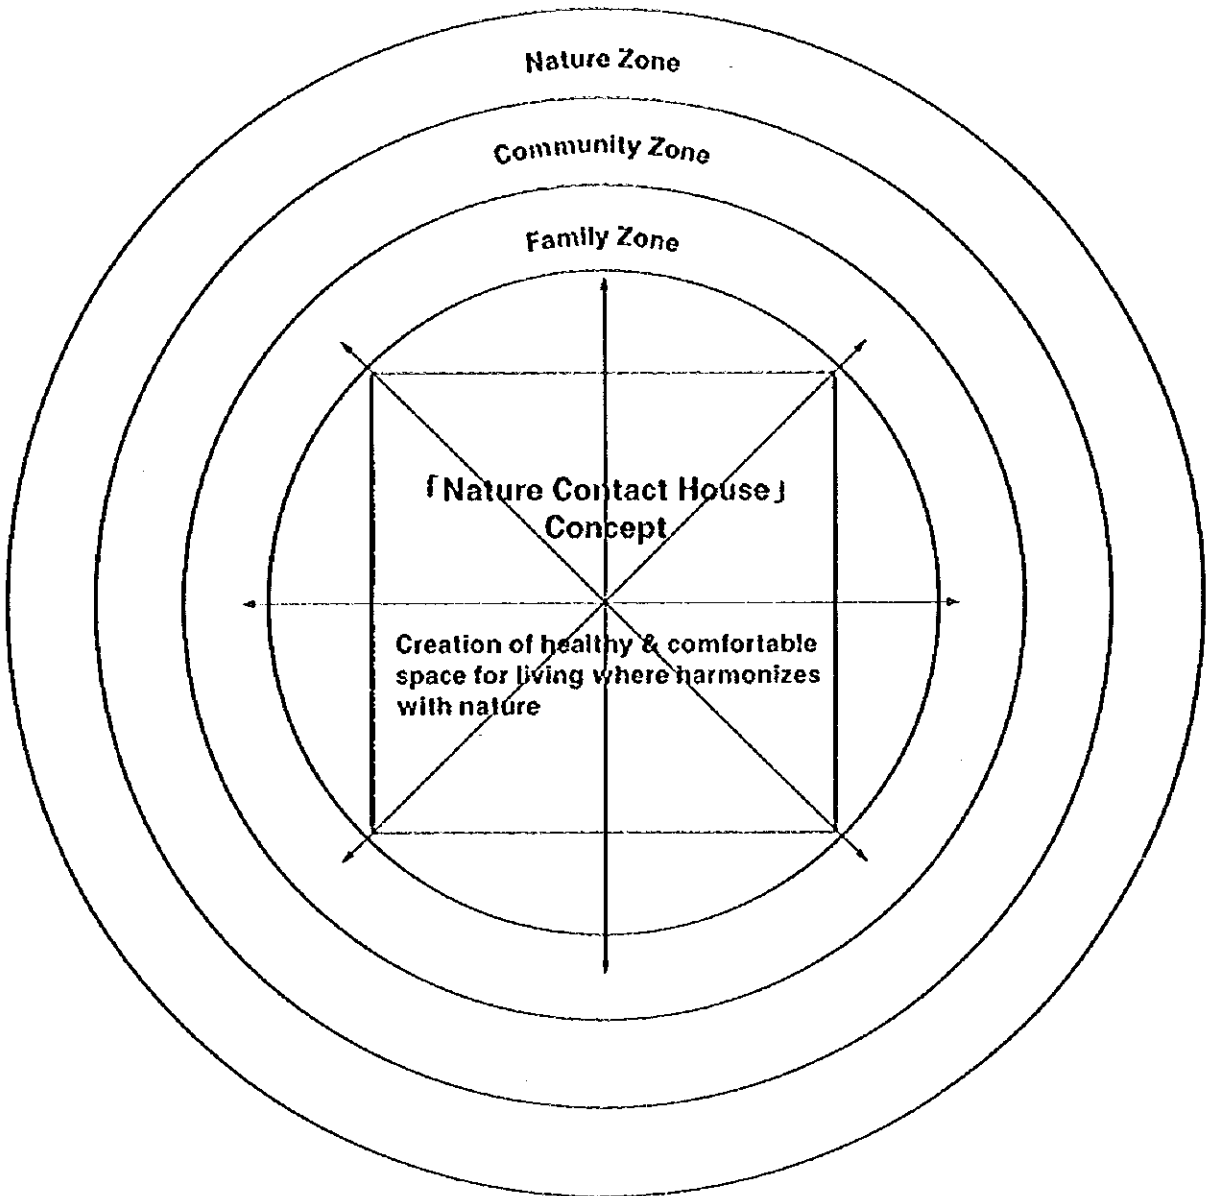 Nature Zone
Community Zone
Family Zone
「Nature Contact House」
Concept
Creation of healthy & comfortable
space for living where harmonizes
with nature